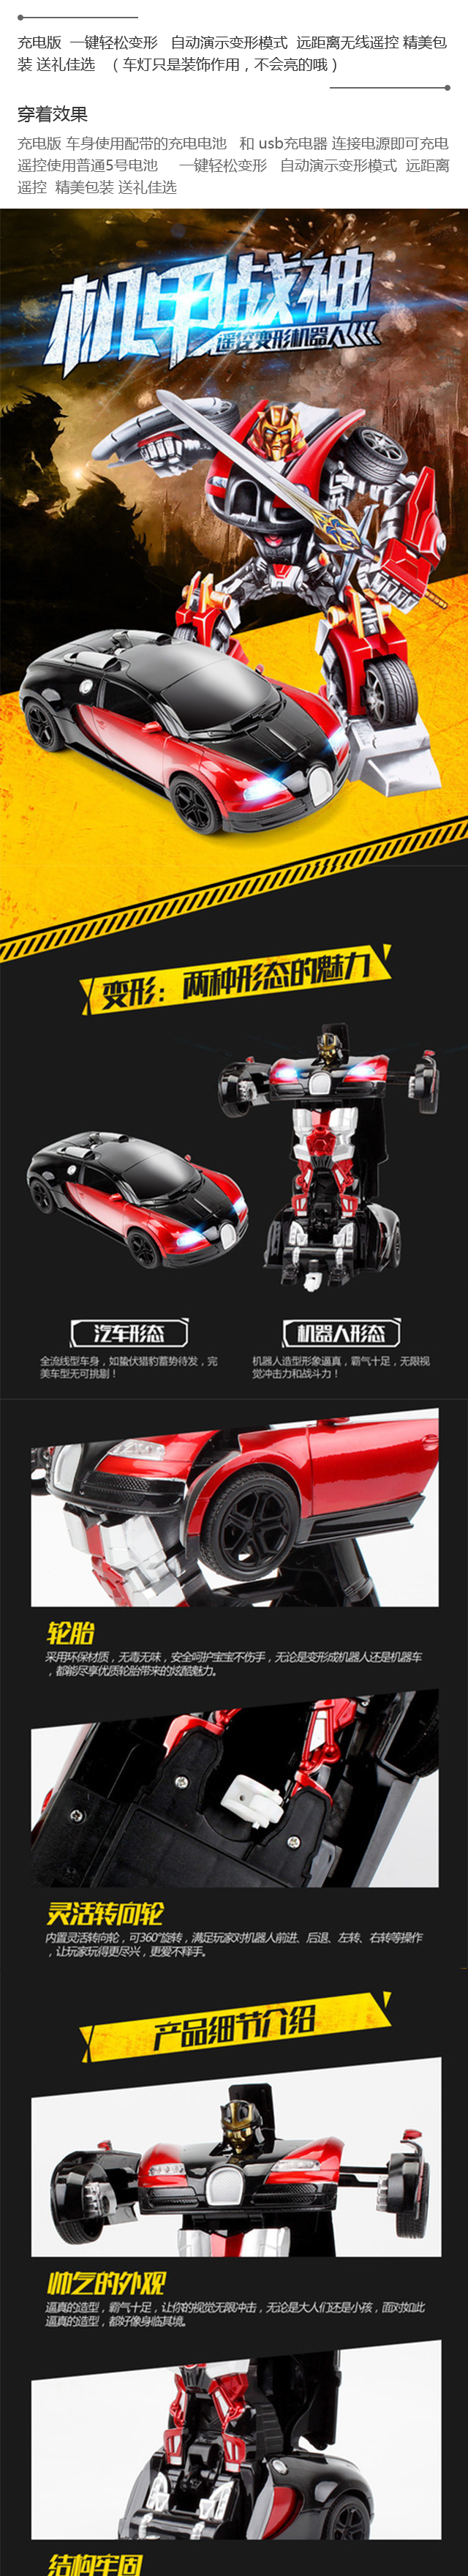 充电版 一键轻松变形 自动演示变形模式 远距离无线遥控 精美包
装 送礼佳选 （ 车灯只是装饰作用，不会亮的哦 ）
穿着效果
充电版 车身使用配带的充电电池 和 usb充电器 连接电源即可充电
遥控使用普通5号电池 一键轻松变形 自动演示变形模式 远距离
遥控 精美包装 送礼佳选
机甲战神
遥控变形机器人
变形：两种形态的魅力
汽车形态
机器人形态
全流线型车身，如蛰伏猎豹蓄势待发，完
美车型无可挑剔！
机器人造型形象逼真，霸气十足，无限视
觉冲击力和战斗力！
轮胎
采用环保材质，无毒无味，安全呵护宝宝不伤手，无论是变形成机器人还是机器车
，都能尽享优质轮胎带来的炫酷魅力。
灵活转向轮
内置灵活转向轮，可360°旋转，满足玩家对机器人前进、后退、左转、右转等操作
，让玩家玩得更尽兴，更爱不释手。
产品细节介绍
帅气的外观
逼真的造型，霸气十足，让你的视觉无限冲击，无论是大人们还是小孩，面对如此
逼真的造型，都好像身临其境。
结构牢固